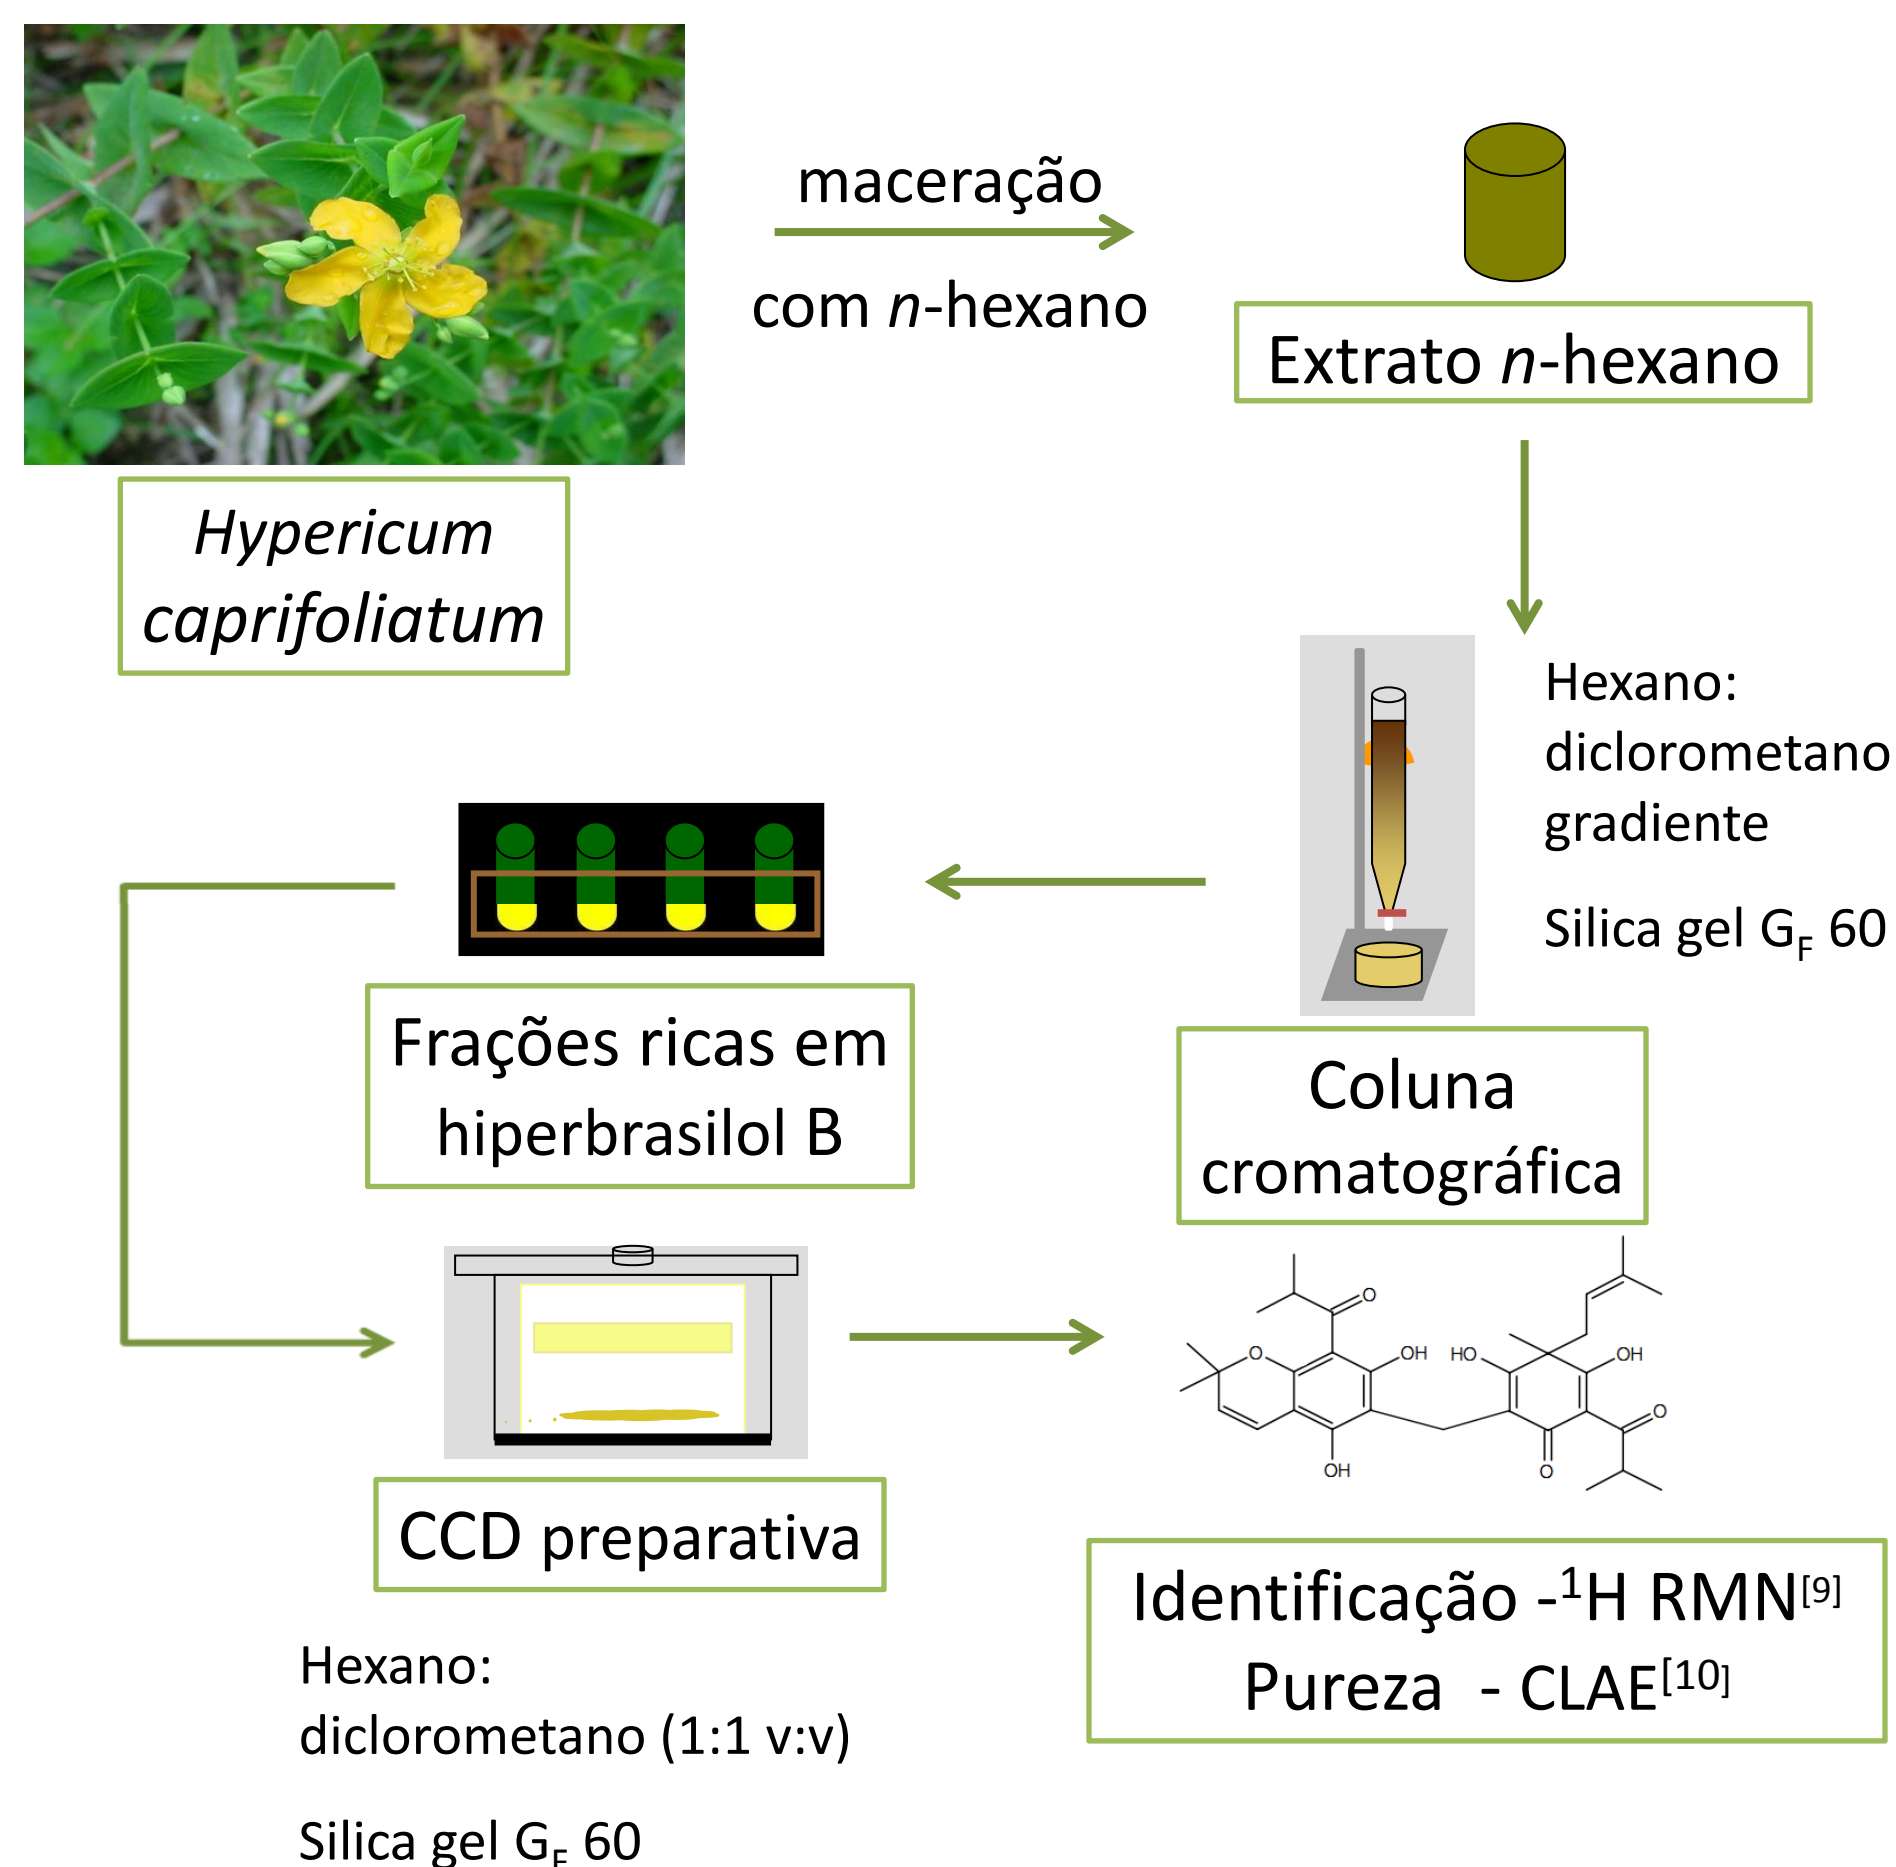 maceração
com n-hexano
Extrato n-hexano
Hypericum
caprifoliatum
Hexano:
diclorometano
gradiente
Silica gel GF 60
Coluna
cromatográfica
Frações ricas em
hiperbrasilol B
CCD preparativa
Hexano:
diclorometano (1:1 v:v)
Silica gel GF 60
O
O
OH
OH
HO
OH
O
O
Identificação -¹H RMN[9]
Pureza - CLAE[10]